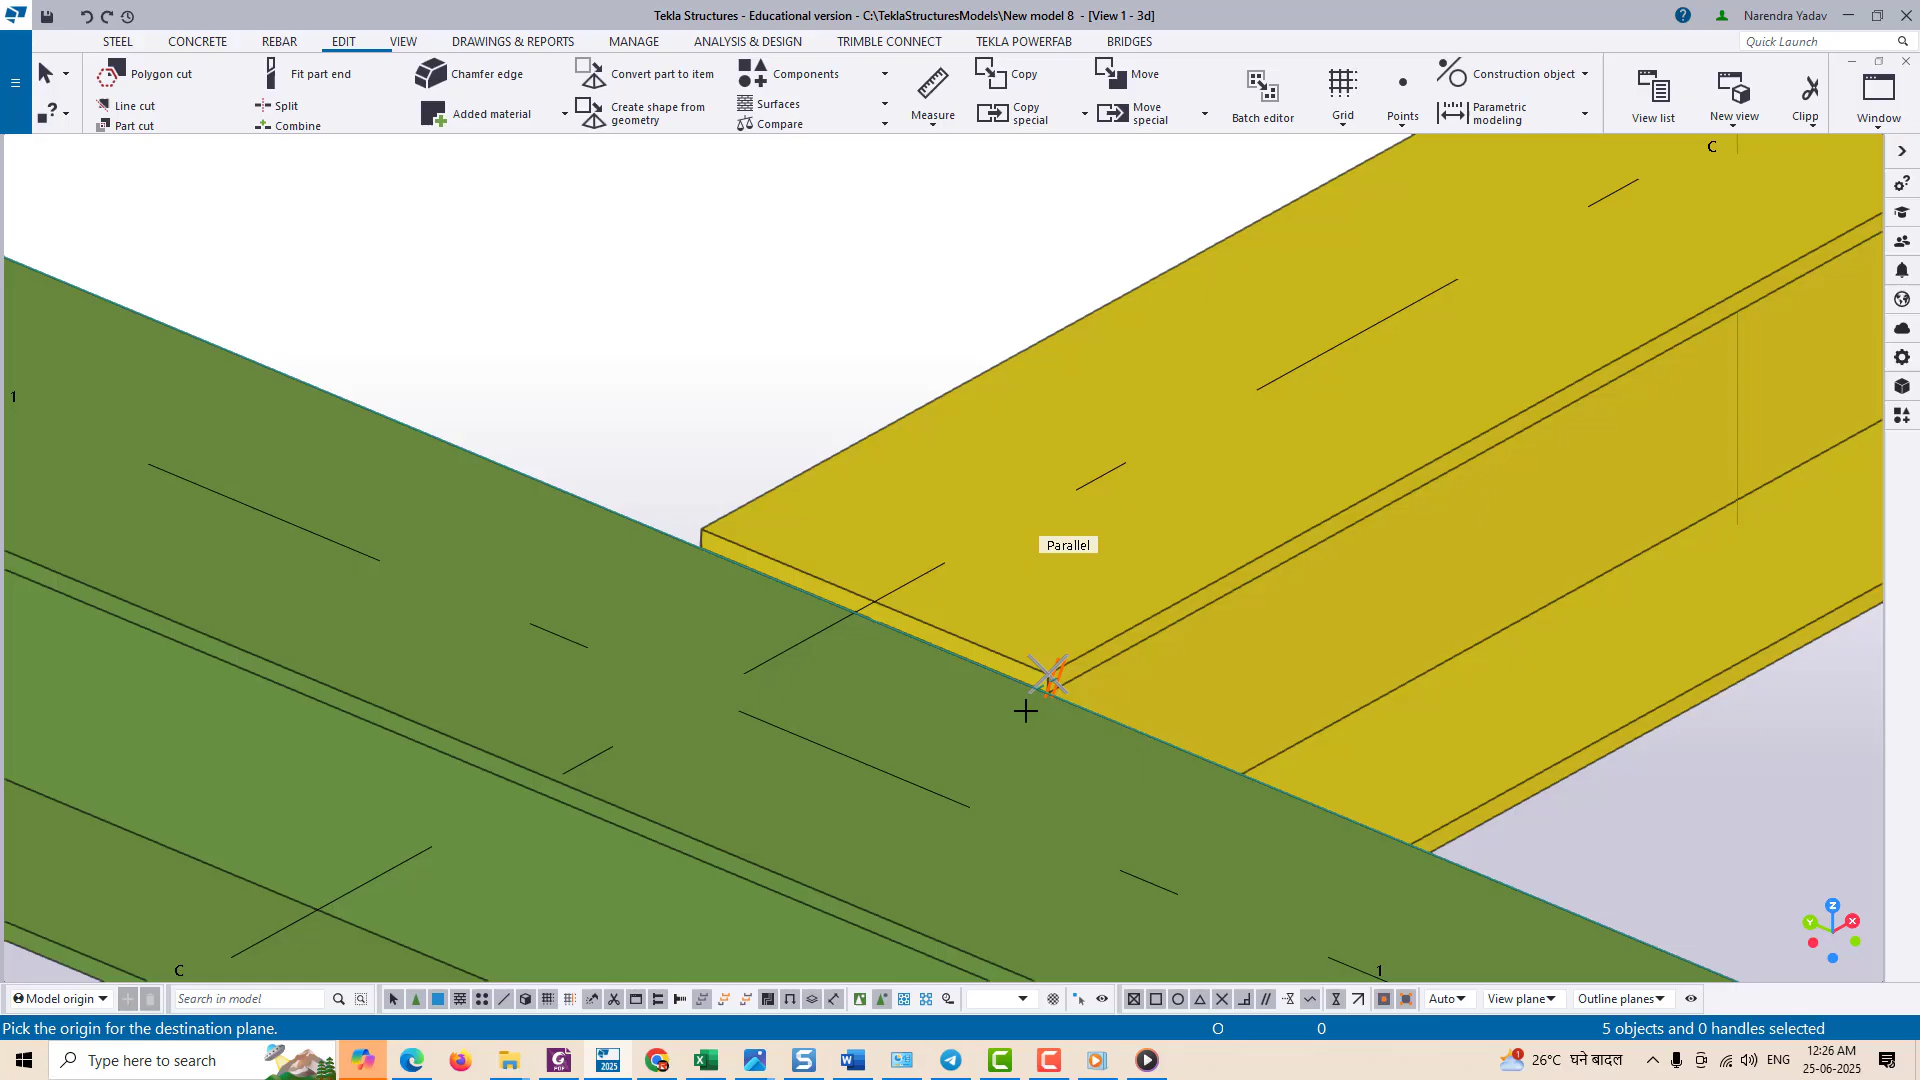 Tekla Structures - Educational version - C:\TeklaStructuresModels\New model 8 - [View 1 - 3d]
Narendra Yadav
STEEL CONCRETE REBAR EDIT VIEW DRAWINGS & REPORTS MANAGE ANALYSIS & DESIGN TRIMBLE CONNECT TEKLA POWERFAB BRIDGES
Quick Launch
Polygon cut
Line cut
Part cut
Fit part end
Split
Combine
Chamfer edge
Added material
Convert part to item
Create shape from geometry
Components
Surfaces
Compare
Measure
Copy
Copy special
Move
Move special
Batch editor
Grid
Points
Construction object
Parametric modeling
View list
New view
Clipp
Window
C
1
Parallel
C
1
Z
Y
X
Model origin
Search in model
Auto
View plane
Outline planes
Pick the origin for the destination plane.
O
0
5 objects and 0 handles selected
Type here to search
2025
1
26°C घने बादल
ENG
12:26 AM
25-06-2025